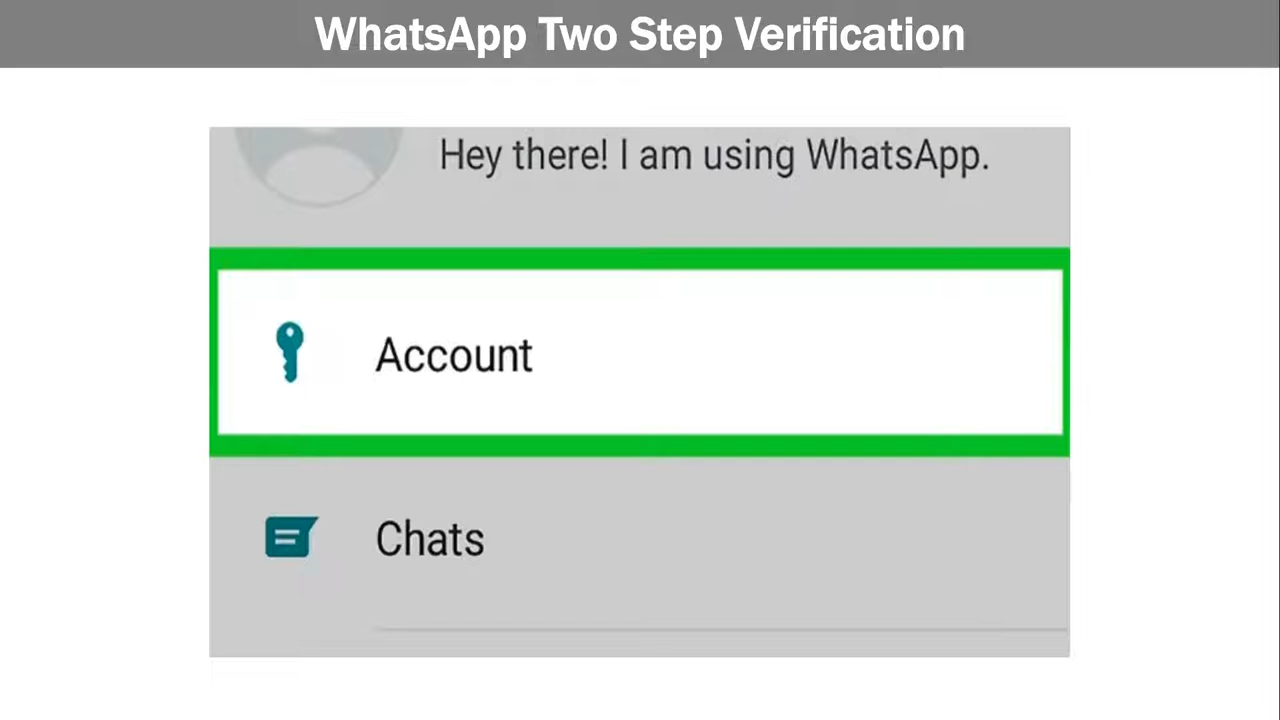 WhatsApp Two Step Verification
Hey there! I am using WhatsApp.
Account
Chats